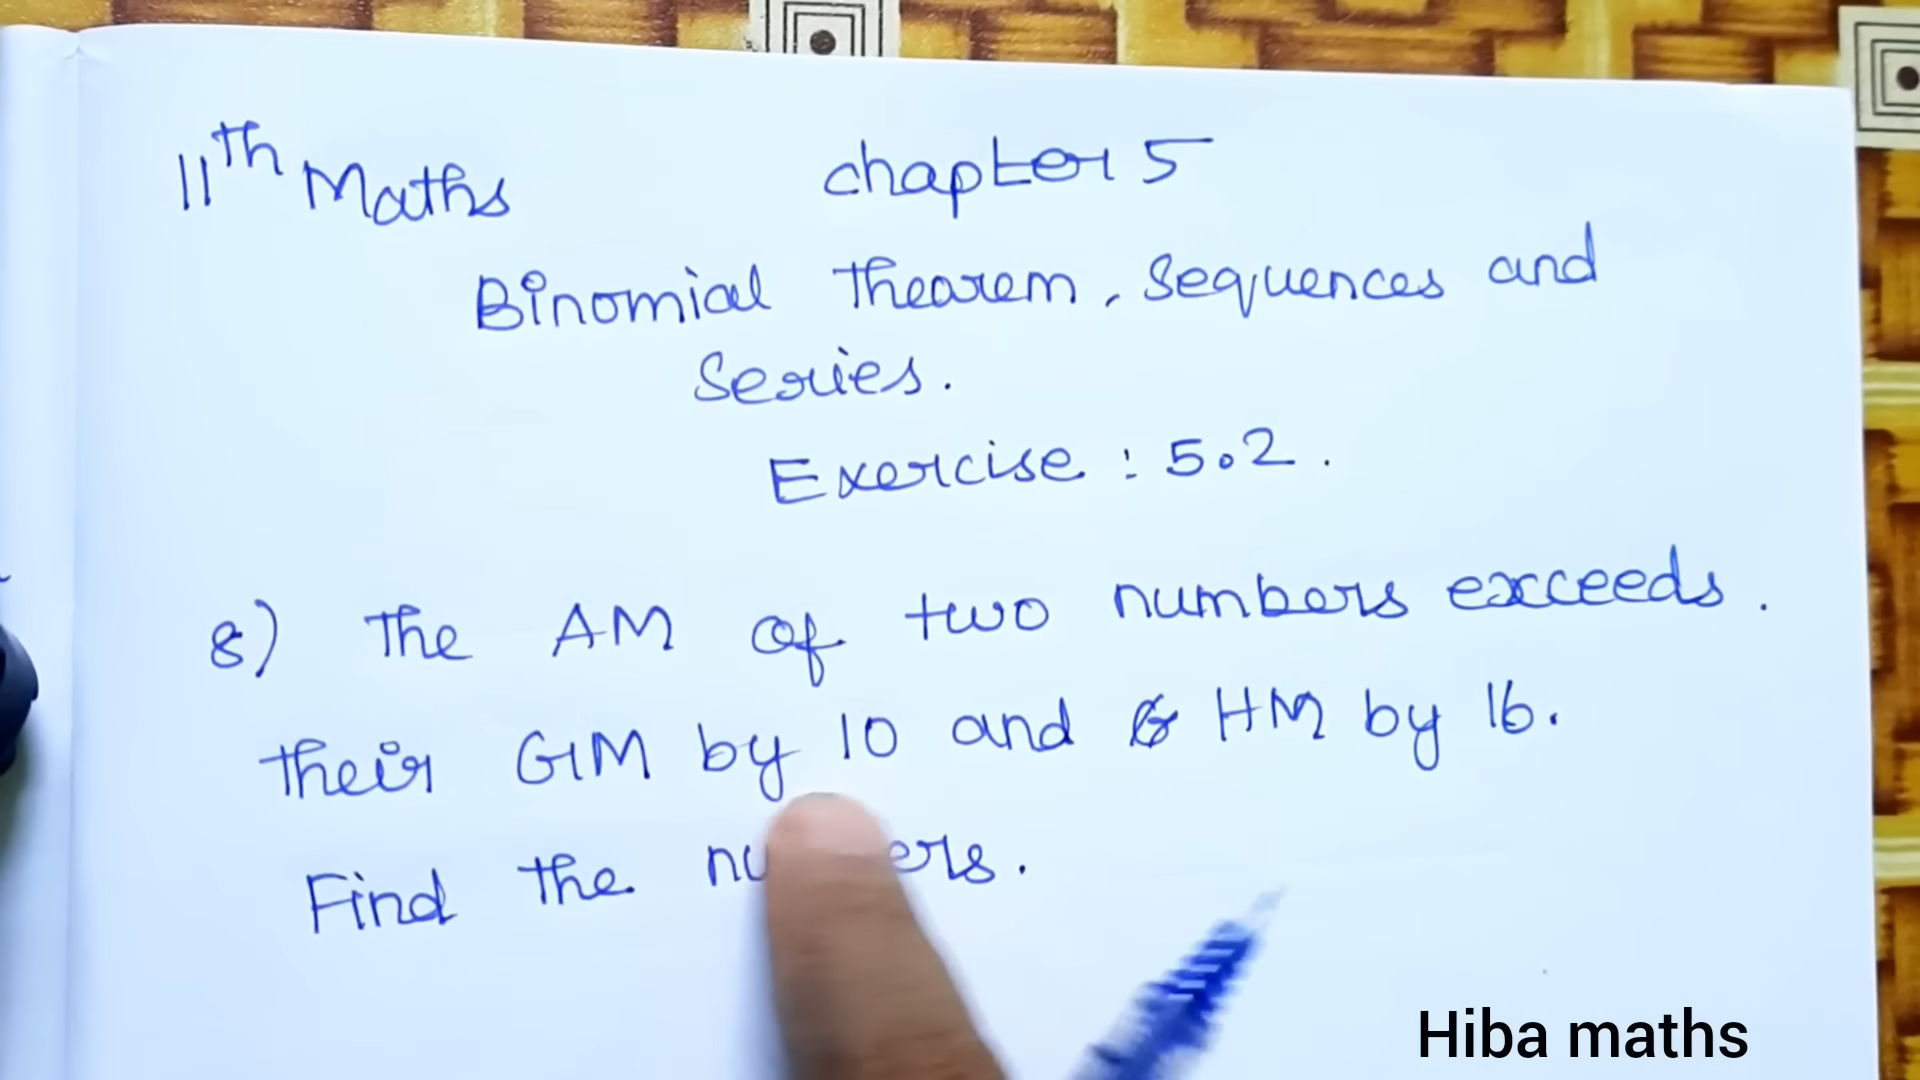 11th Maths chapter 5
Binomial Thearem, Sequences and
Series.
Exercise : 5.2.
8) The AM of two numbers exceeds.
their GM by 10 and HM by 16.
Find the
Hiba maths